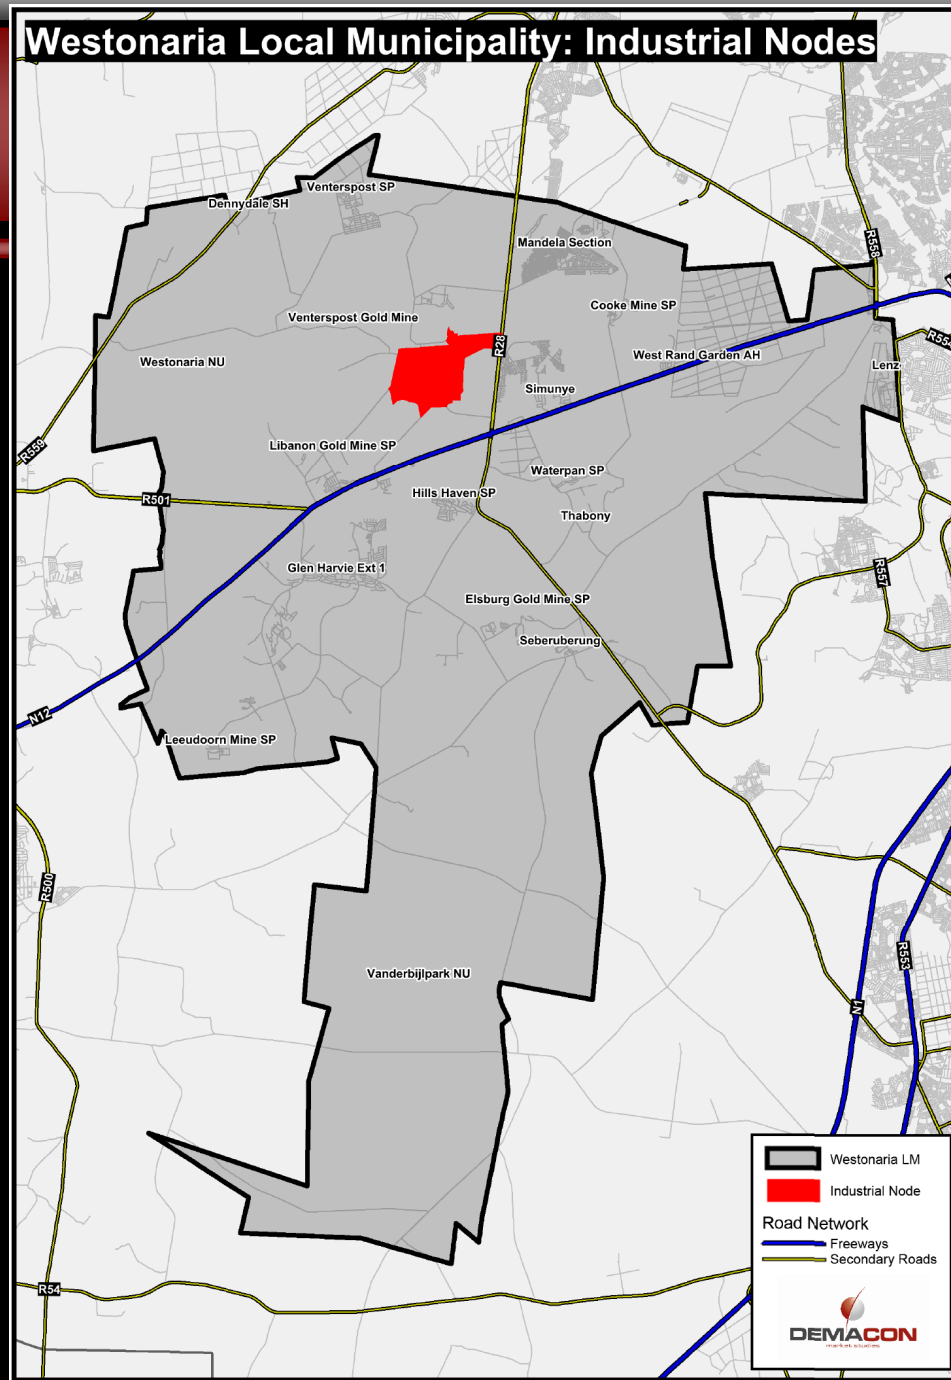 Westonaria Local Municipality: Industrial Nodes
Venterspost SP
Dennydale SH
Mandela Section
R558
Cooke Mine SP
Venterspost Gold Mine
R28
West Rand Garden AH
Westonaria NU
Lenz
Simunye
R559
Libanon Gold Mine SP
Waterpan SP
Hills Haven SP
R501
Thabony
Glen Harvie Ext 1
R557
Elsburg Gold Mine SP
Seberuberung
N12
Leeudoorn Mine SP
R500
R553
Vanderbijlpark NU
N1
Westonaria LM
Industrial Node
Road Network
Freeways
Secondary Roads
R54
DEMACON
market studies